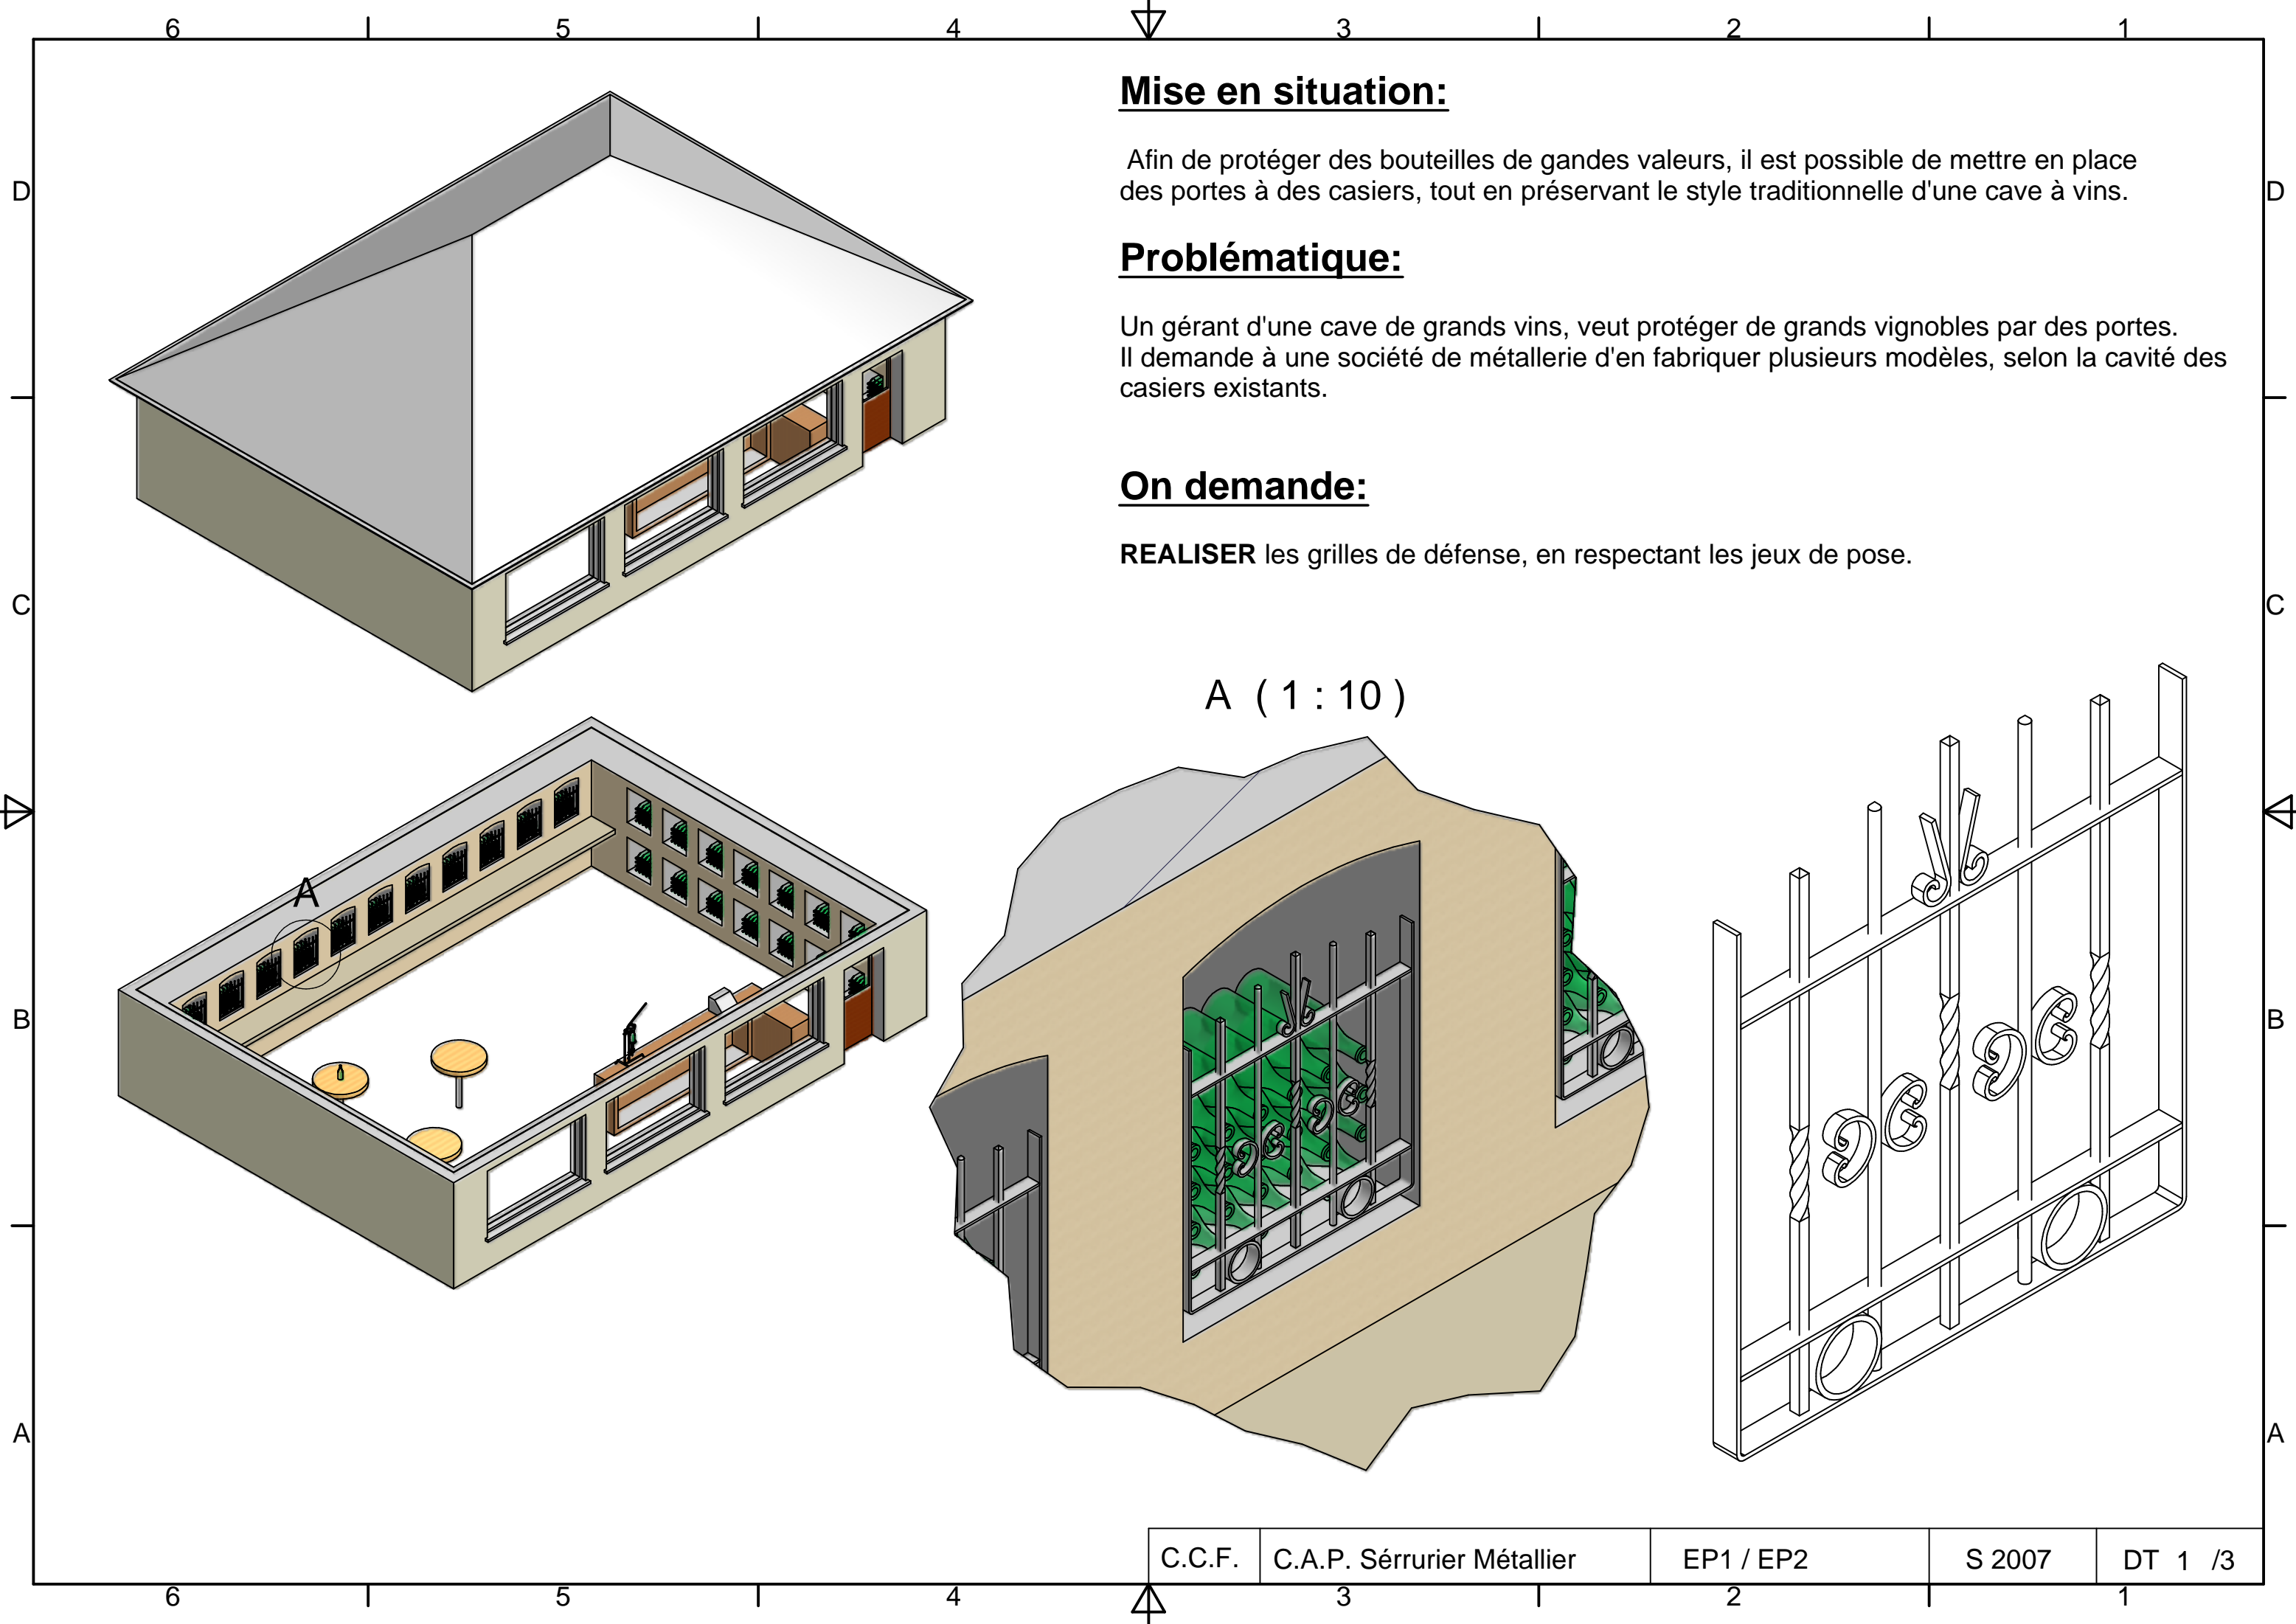 6 5 4 3 2 1
Mise en situation:
Afin de protéger des bouteilles de gandes valeurs, il est possible de mettre en place
des portes à des casiers, tout en préservant le style traditionnelle d'une cave à vins.
D D
Problématique:
Un gérant d'une cave de grands vins, veut protéger de grands vignobles par des portes.
Il demande à une société de métallerie d'en fabriquer plusieurs modèles, selon la cavité des
casiers existants.
On demande:
REALISER les grilles de défense, en respectant les jeux de pose.
C C
A ( 1 : 10 )
A
B B
A A
C.C.F. C.A.P. Sérrurier Métallier EP1 / EP2 S 2007 DT 1 /3
6 5 4 3 2 1